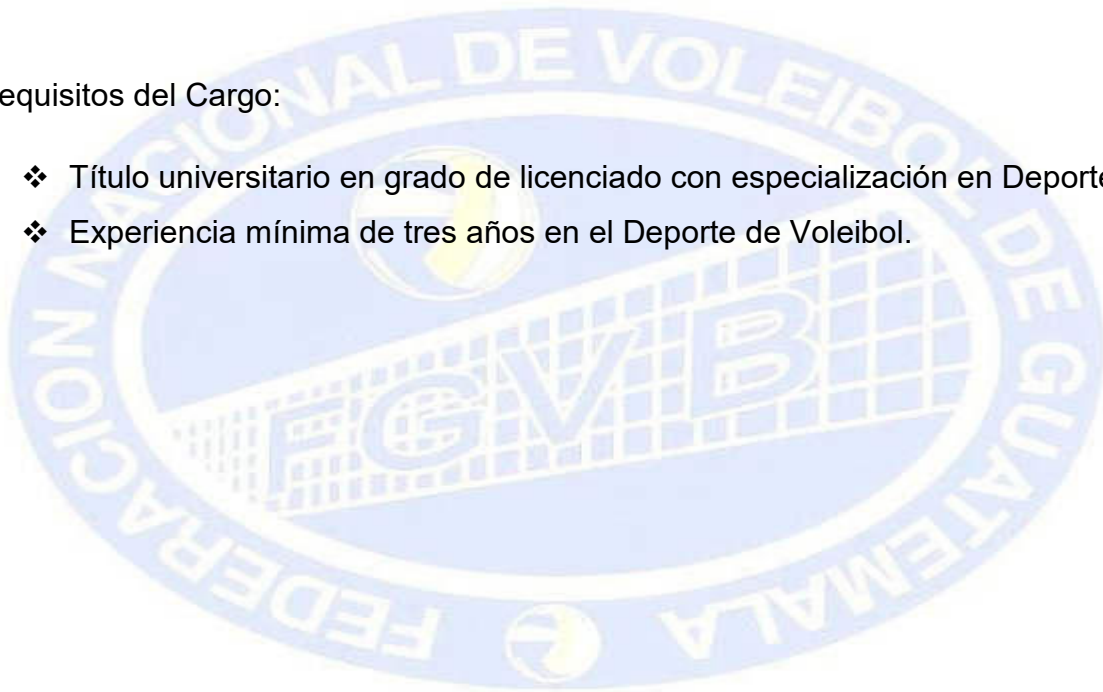 equisitos del Cargo:
❖ Título universitario en grado de licenciado con especialización en Deporte
❖ Experiencia mínima de tres años en el Deporte de Voleibol.
FEDERACION NACIONAL DE VOLEIBOL DE GUATEMALA
FGVB